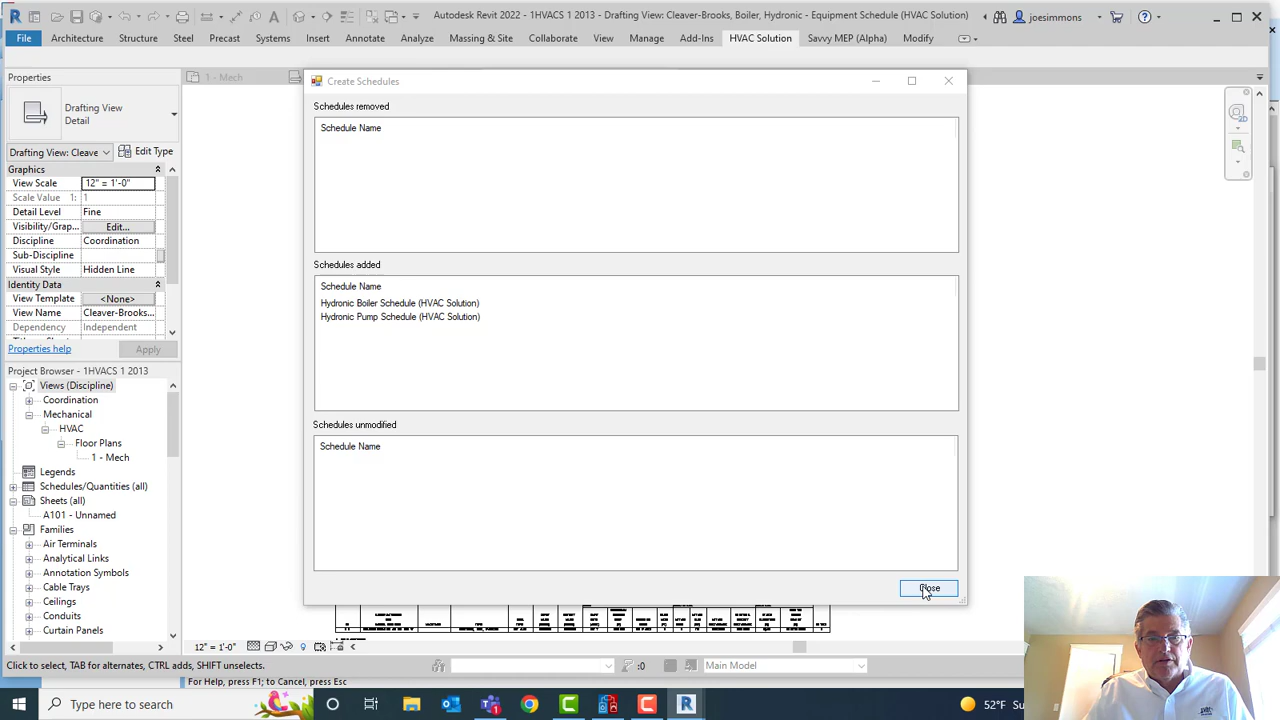 Autodesk Revit 2022 - 1HVACS 1 2013 - Drafting View: Cleaver-Brooks, Boiler, Hydronic - Equipment Schedule (HVAC Solution)
joesimmons
File Architecture Structure Steel Precast Systems Insert Annotate Analyze Massing & Site Collaborate View Manage Add-Ins HVAC Solution Savvy MEP (Alpha) Modify
Properties
1 - Mech
Drafting View
Detail
Drafting View: Cleave
Edit Type
Graphics
View Scale 12" = 1'-0"
Scale Value 1: 1
Detail Level Fine
Visibility/Grap... Edit...
Discipline Coordination
Sub-Discipline
Visual Style Hidden Line
Identity Data
View Template <None>
View Name Cleaver-Brooks...
Dependency Independent
Properties help Apply
Project Browser - 1HVACS 1 2013
Views (Discipline)
Coordination
Mechanical
HVAC
Floor Plans
1 - Mech
Legends
Schedules/Quantities (all)
Sheets (all)
A101 - Unnamed
Families
Air Terminals
Analytical Links
Annotation Symbols
Cable Trays
Ceilings
Conduits
Curtain Panels
Create Schedules
Schedules removed
Schedule Name
Schedules added
Schedule Name
Hydronic Boiler Schedule (HVAC Solution)
Hydronic Pump Schedule (HVAC Solution)
Schedules unmodified
Schedule Name
Close
12" = 1'-0"
Click to select, TAB for alternates, CTRL adds, SHIFT unselects.
:0
Main Model
For Help, press F1; to Cancel, press Esc
Type here to search
52°F